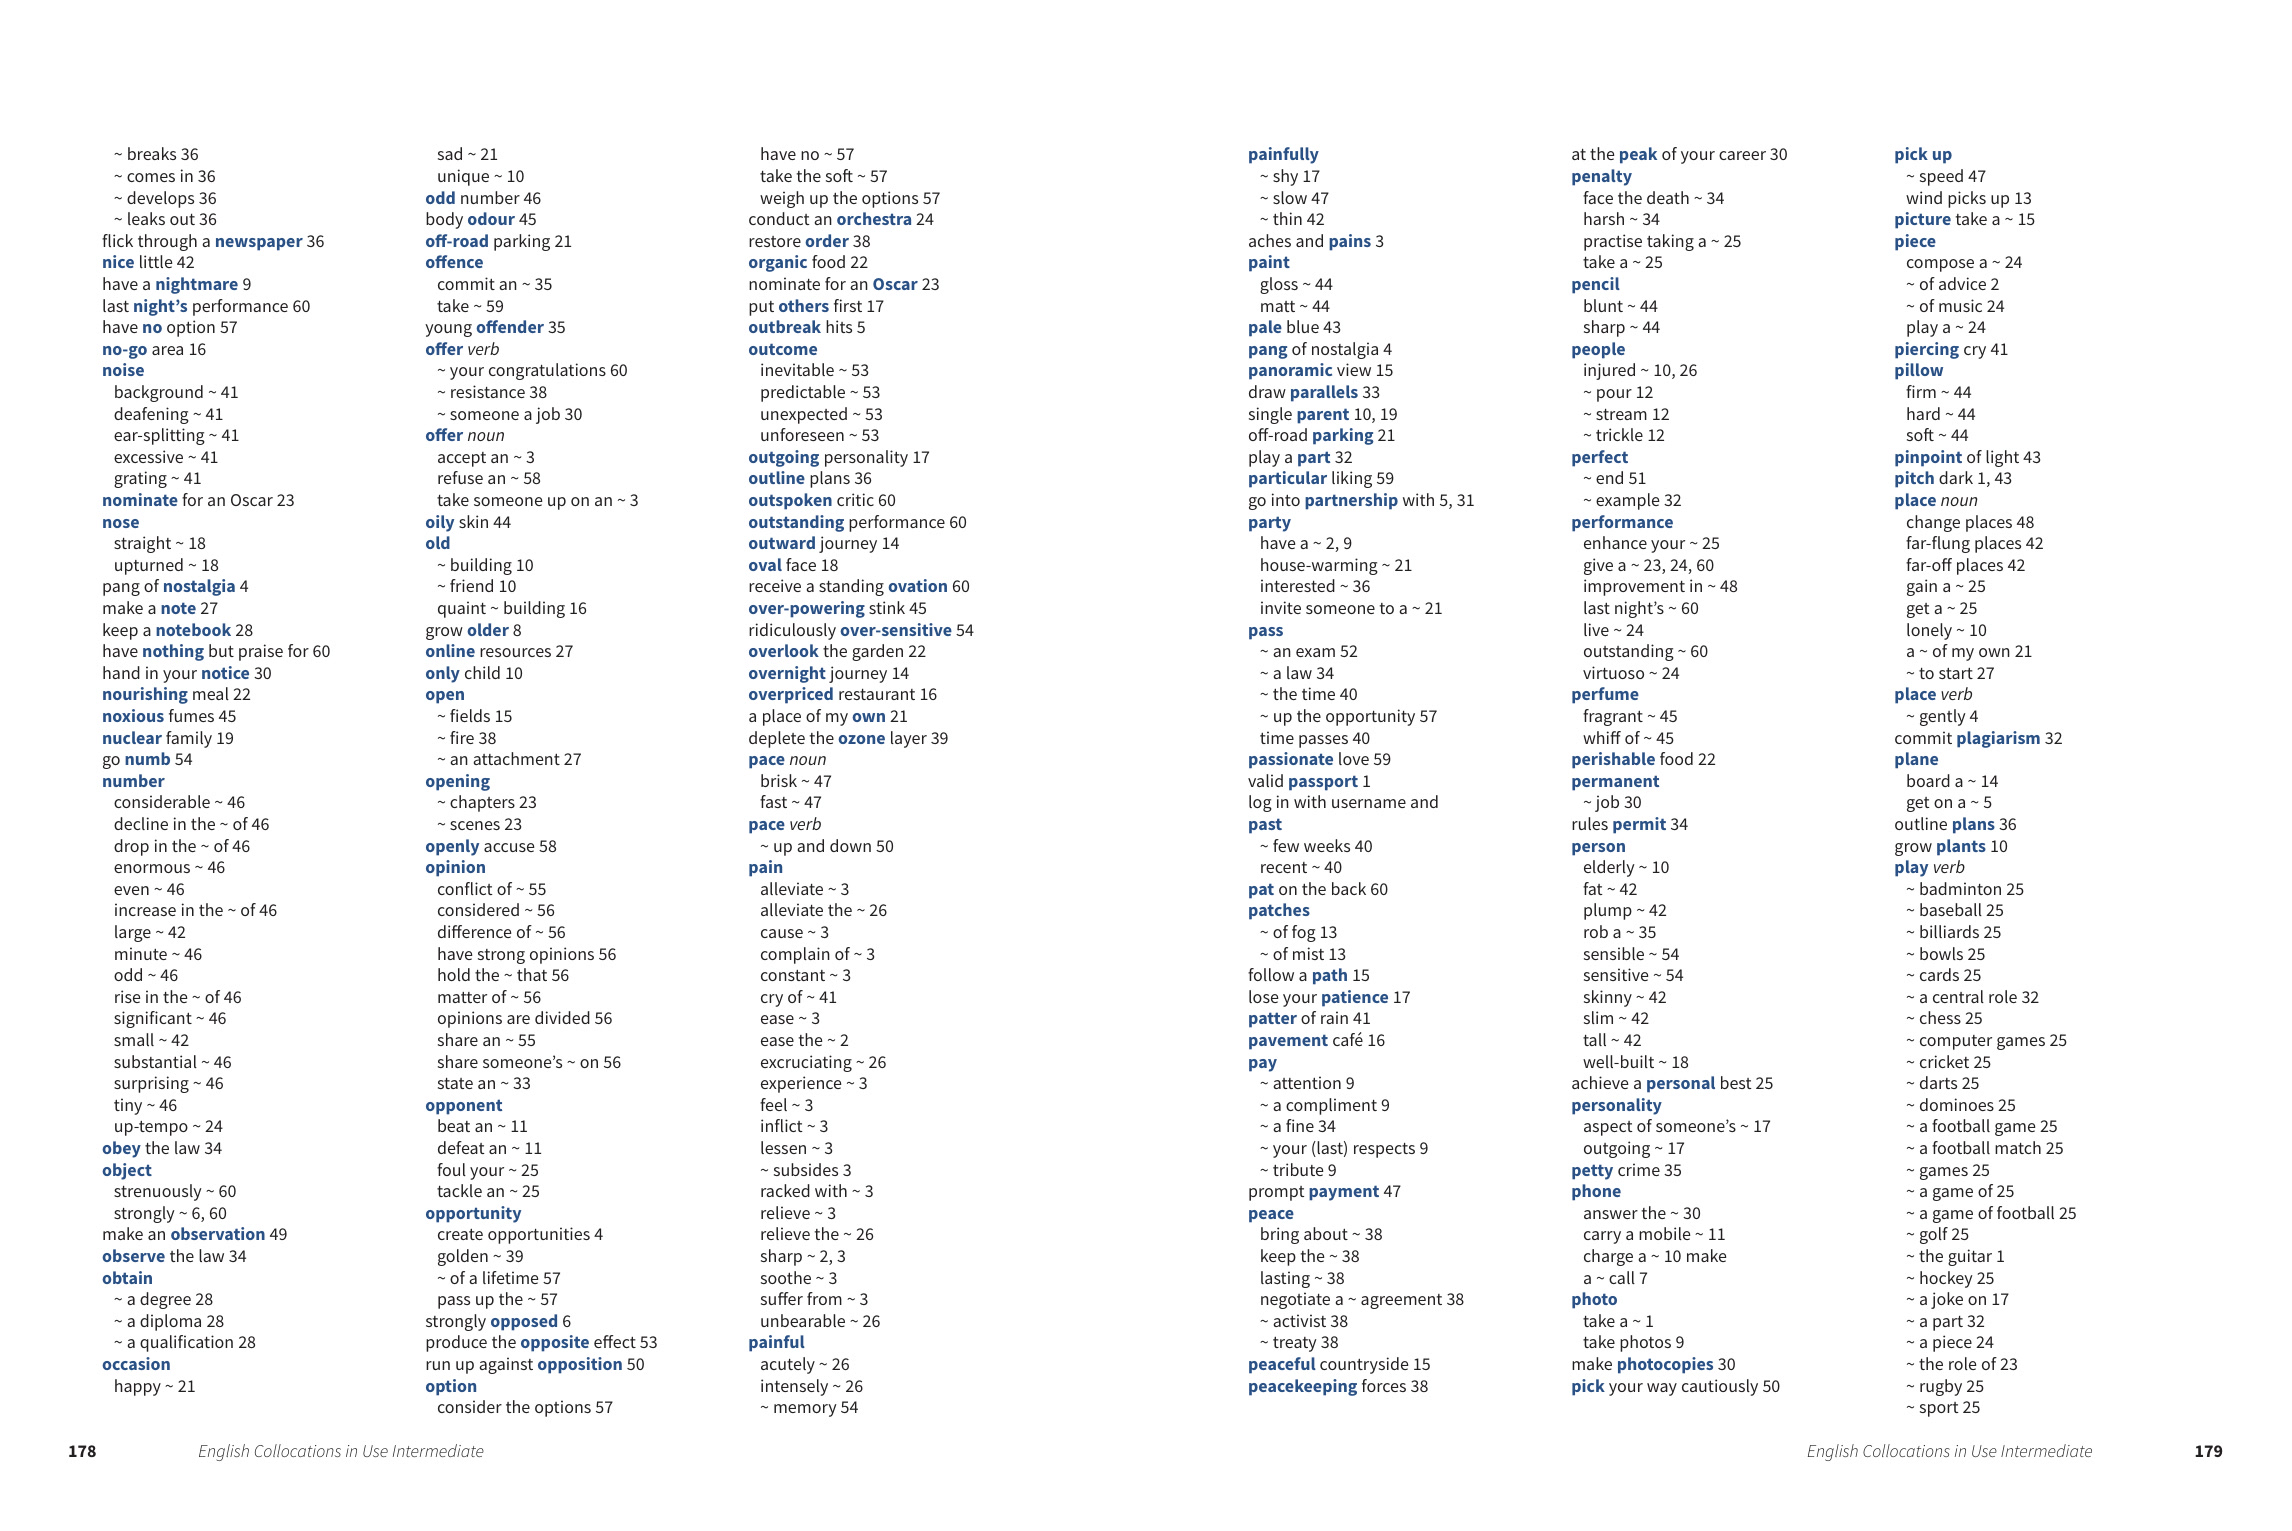 ~ breaks 36
~ comes in 36
~ develops 36
~ leaks out 36
flick through a newspaper 36
nice little 42
have a nightmare 9
last night’s performance 60
have no option 57
no-go area 16
noise
background ~ 41
deafening ~ 41
ear-splitting ~ 41
excessive ~ 41
grating ~ 41
nominate for an Oscar 23
nose
straight ~ 18
upturned ~ 18
pang of nostalgia 4
make a note 27
keep a notebook 28
have nothing but praise for 60
hand in your notice 30
nourishing meal 22
noxious fumes 45
nuclear family 19
go numb 54
number
considerable ~ 46
decline in the ~ of 46
drop in the ~ of 46
enormous ~ 46
even ~ 46
increase in the ~ of 46
large ~ 42
minute ~ 46
odd ~ 46
rise in the ~ of 46
significant ~ 46
small ~ 42
substantial ~ 46
surprising ~ 46
tiny ~ 46
up-tempo ~ 24
obey the law 34
object
strenuously ~ 60
strongly ~ 6, 60
make an observation 49
observe the law 34
obtain
~ a degree 28
~ a diploma 28
~ a qualification 28
occasion
happy ~ 21
sad ~ 21
unique ~ 10
odd number 46
body odour 45
off-road parking 21
offence
commit an ~ 35
take ~ 59
young offender 35
offer verb
~ your congratulations 60
~ resistance 38
~ someone a job 30
offer noun
accept an ~ 3
refuse an ~ 58
take someone up on an ~ 3
oily skin 44
old
~ building 10
~ friend 10
quaint ~ building 16
grow older 8
online resources 27
only child 10
open
~ fields 15
~ fire 38
~ an attachment 27
opening
~ chapters 23
~ scenes 23
openly accuse 58
opinion
conflict of ~ 55
considered ~ 56
difference of ~ 56
have strong opinions 56
hold the ~ that 56
matter of ~ 56
opinions are divided 56
share an ~ 55
share someone’s ~ on 56
state an ~ 33
opponent
beat an ~ 11
defeat an ~ 11
foul your ~ 25
tackle an ~ 25
opportunity
create opportunities 4
golden ~ 39
~ of a lifetime 57
pass up the ~ 57
strongly opposed 6
produce the opposite effect 53
run up against opposition 50
option
consider the options 57
have no ~ 57
take the soft ~ 57
weigh up the options 57
conduct an orchestra 24
restore order 38
organic food 22
nominate for an Oscar 23
put others first 17
outbreak hits 5
outcome
inevitable ~ 53
predictable ~ 53
unexpected ~ 53
unforeseen ~ 53
outgoing personality 17
outline plans 36
outspoken critic 60
outstanding performance 60
outward journey 14
oval face 18
receive a standing ovation 60
over-powering stink 45
ridiculously over-sensitive 54
overlook the garden 22
overnight journey 14
overpriced restaurant 16
a place of my own 21
deplete the ozone layer 39
pace noun
brisk ~ 47
fast ~ 47
pace verb
~ up and down 50
pain
alleviate ~ 3
alleviate the ~ 26
cause ~ 3
complain of ~ 3
constant ~ 3
cry of ~ 41
ease ~ 3
ease the ~ 2
excruciating ~ 26
experience ~ 3
feel ~ 3
inflict ~ 3
lessen ~ 3
~ subsides 3
racked with ~ 3
relieve ~ 3
relieve the ~ 26
sharp ~ 2, 3
soothe ~ 3
suffer from ~ 3
unbearable ~ 26
painful
acutely ~ 26
intensely ~ 26
~ memory 54
178 English Collocations in Use Intermediate
painfully
~ shy 17
~ slow 47
~ thin 42
aches and pains 3
paint
gloss ~ 44
matt ~ 44
pale blue 43
pang of nostalgia 4
panoramic view 15
draw parallels 33
single parent 10, 19
off-road parking 21
play a part 32
particular liking 59
go into partnership with 5, 31
party
have a ~ 2, 9
house-warming ~ 21
interested ~ 36
invite someone to a ~ 21
pass
~ an exam 52
~ a law 34
~ the time 40
~ up the opportunity 57
time passes 40
passionate love 59
valid passport 1
log in with username and
past
~ few weeks 40
recent ~ 40
pat on the back 60
patches
~ of fog 13
~ of mist 13
follow a path 15
lose your patience 17
patter of rain 41
pavement café 16
pay
~ attention 9
~ a compliment 9
~ a fine 34
~ your (last) respects 9
~ tribute 9
prompt payment 47
peace
bring about ~ 38
keep the ~ 38
lasting ~ 38
negotiate a ~ agreement 38
~ activist 38
~ treaty 38
peaceful countryside 15
peacekeeping forces 38
at the peak of your career 30
penalty
face the death ~ 34
harsh ~ 34
practise taking a ~ 25
take a ~ 25
pencil
blunt ~ 44
sharp ~ 44
people
injured ~ 10, 26
~ pour 12
~ stream 12
~ trickle 12
perfect
~ end 51
~ example 32
performance
enhance your ~ 25
give a ~ 23, 24, 60
improvement in ~ 48
last night’s ~ 60
live ~ 24
outstanding ~ 60
virtuoso ~ 24
perfume
fragrant ~ 45
whiff of ~ 45
perishable food 22
permanent
~ job 30
rules permit 34
person
elderly ~ 10
fat ~ 42
plump ~ 42
rob a ~ 35
sensible ~ 54
sensitive ~ 54
skinny ~ 42
slim ~ 42
tall ~ 42
well-built ~ 18
achieve a personal best 25
personality
aspect of someone’s ~ 17
outgoing ~ 17
petty crime 35
phone
answer the ~ 30
carry a mobile ~ 11
charge a ~ 10 make
a ~ call 7
photo
take a ~ 1
take photos 9
make photocopies 30
pick your way cautiously 50
pick up
~ speed 47
wind picks up 13
picture take a ~ 15
piece
compose a ~ 24
~ of advice 2
~ of music 24
play a ~ 24
piercing cry 41
pillow
firm ~ 44
hard ~ 44
soft ~ 44
pinpoint of light 43
pitch dark 1, 43
place noun
change places 48
far-flung places 42
far-off places 42
gain a ~ 25
get a ~ 25
lonely ~ 10
a ~ of my own 21
~ to start 27
place verb
~ gently 4
commit plagiarism 32
plane
board a ~ 14
get on a ~ 5
outline plans 36
grow plants 10
play verb
~ badminton 25
~ baseball 25
~ billiards 25
~ bowls 25
~ cards 25
~ a central role 32
~ chess 25
~ computer games 25
~ cricket 25
~ darts 25
~ dominoes 25
~ a football game 25
~ a football match 25
~ games 25
~ a game of 25
~ a game of football 25
~ golf 25
~ the guitar 1
~ hockey 25
~ a joke on 17
~ a part 32
~ a piece 24
~ the role of 23
~ rugby 25
~ sport 25
English Collocations in Use Intermediate 179